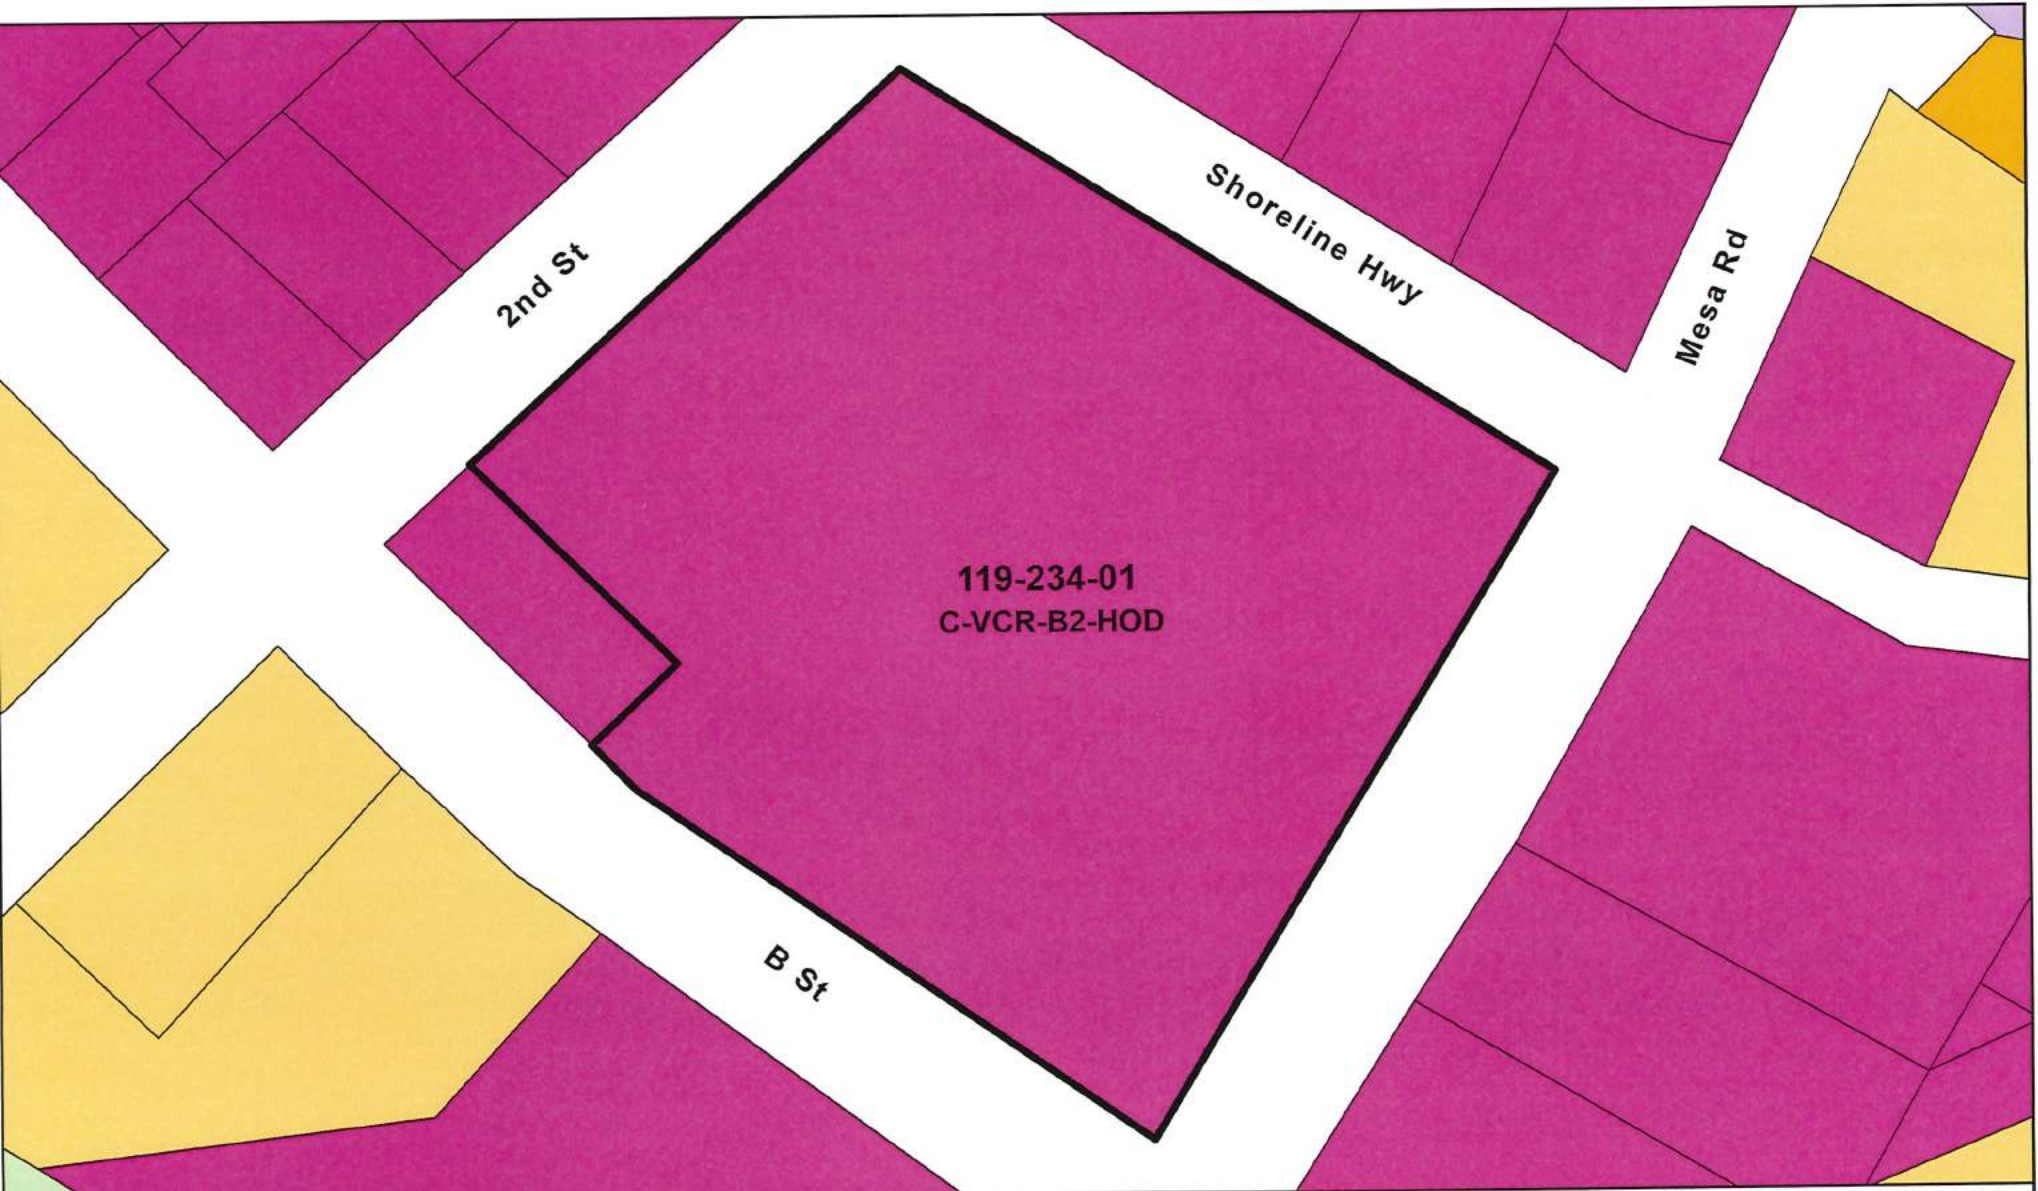 Shoreline Hwy
2nd St
Mesa Rd
119-234-01
C-VCR-B2-HOD
B St